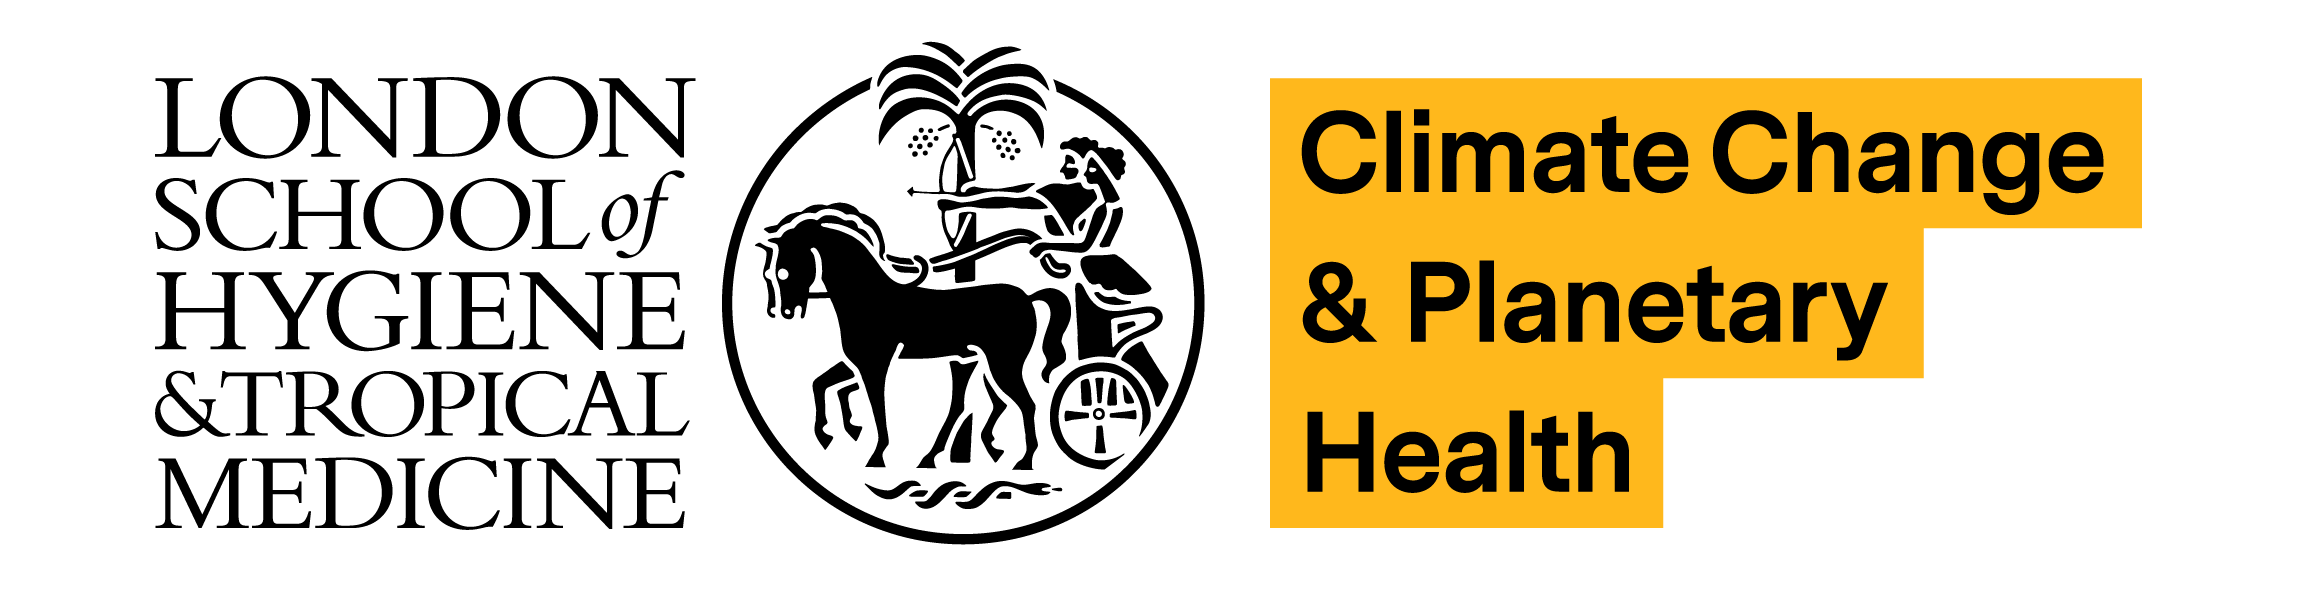 LONDON
SCHOOL of
HYGIENE
& TROPICAL
MEDICINE
Climate Change
& Planetary
Health